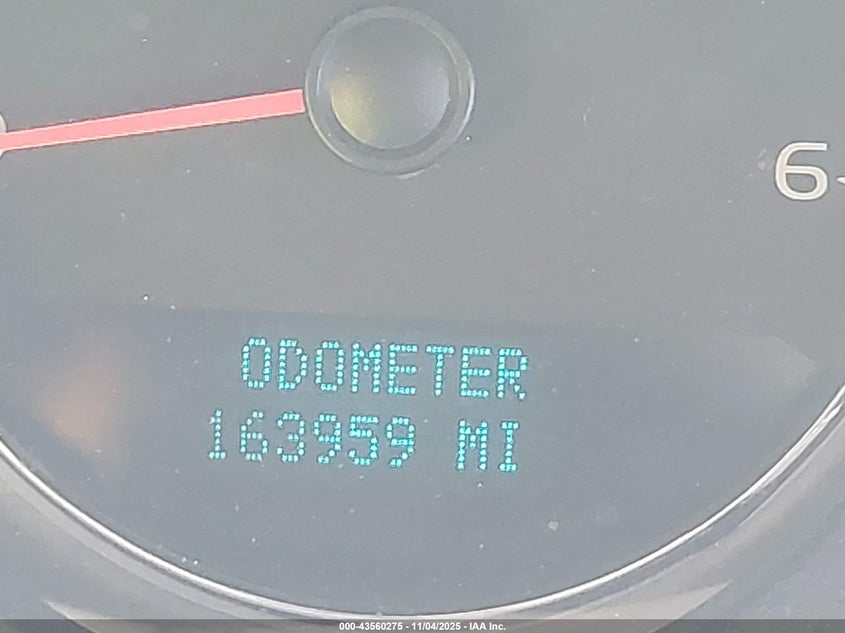 6
ODOMETER
163959 MI
000-43560275 - 11/04/2025 - IAA Inc.